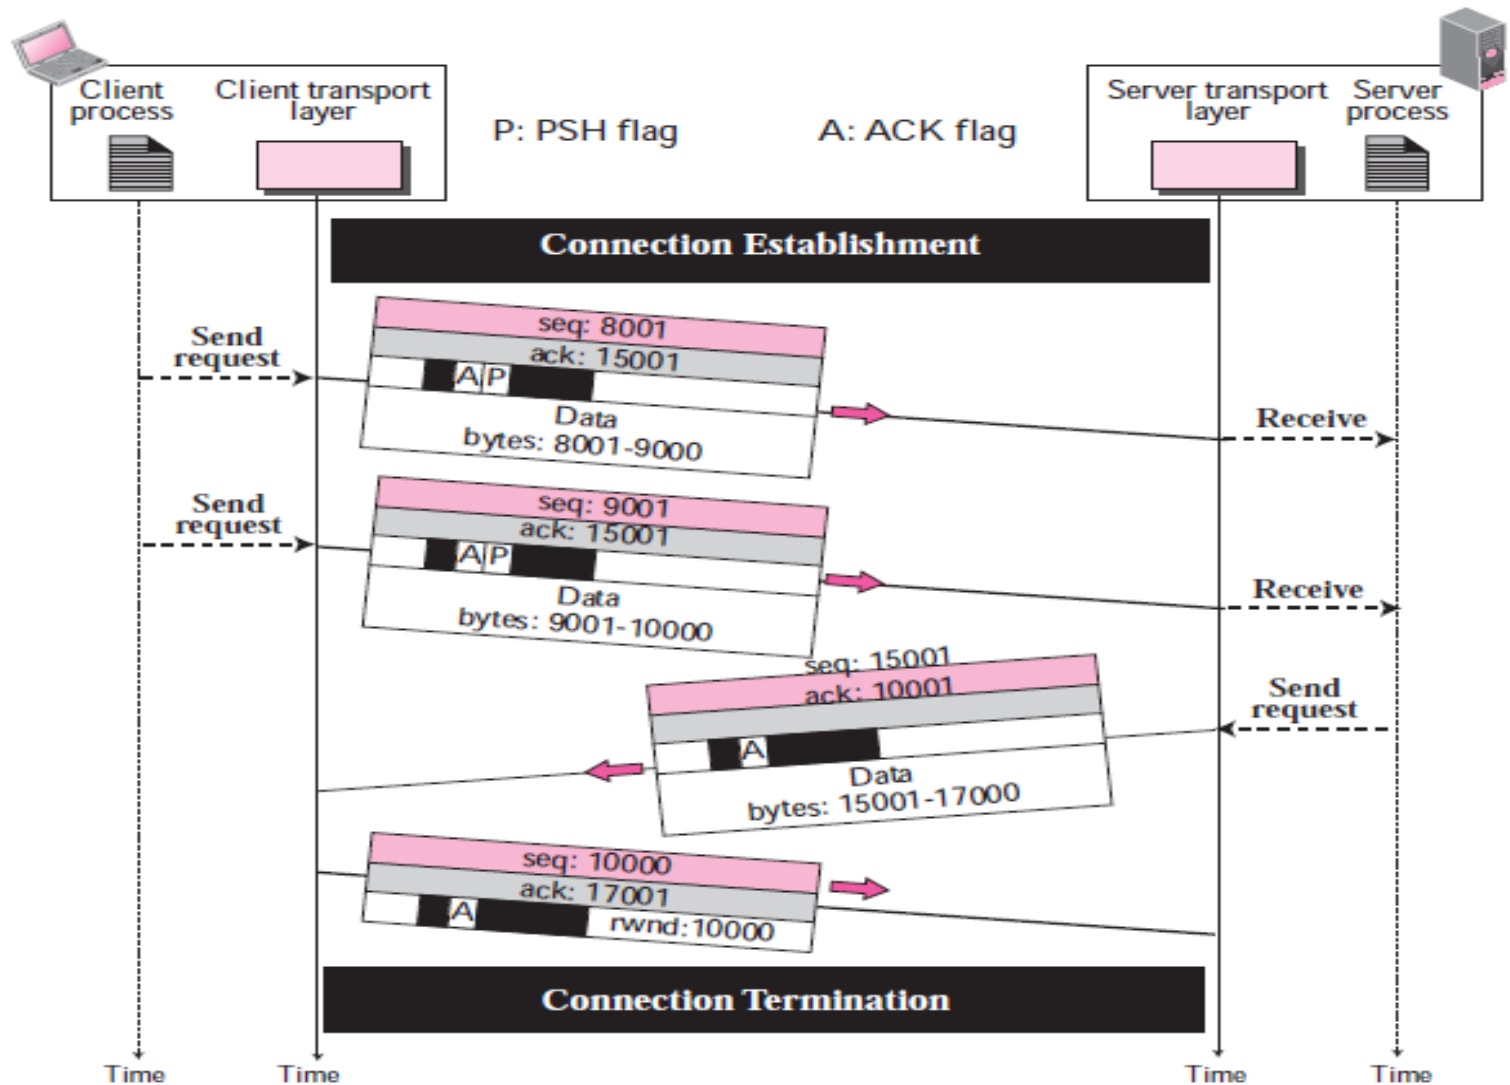 Client process
Client transport layer
P: PSH flag
A: ACK flag
Server transport layer
Server process
Connection Establishment
Send request
seq: 8001
ack: 15001
A P
Data
bytes: 8001-9000
Receive
Send request
seq: 9001
ack: 15001
A P
Data
bytes: 9001-10000
Receive
seq: 15001
ack: 10001
A
Data
bytes: 15001-17000
Send request
seq: 10000
ack: 17001
A rwnd:10000
Connection Termination
Time
Time
Time
Time